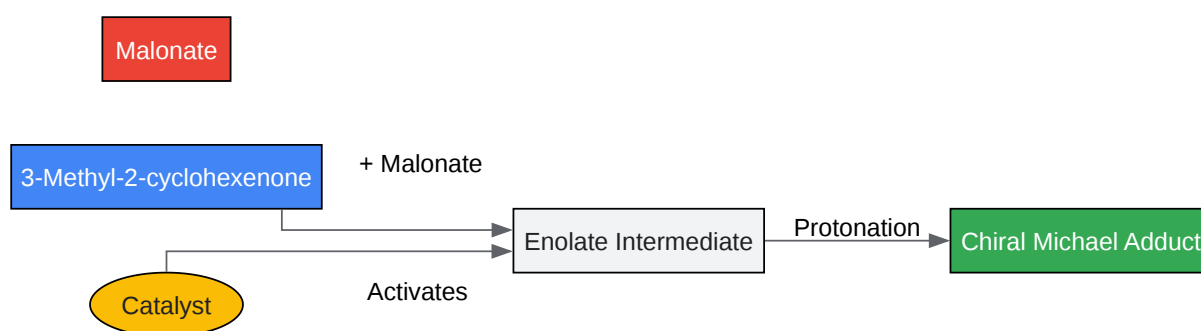 Malonate
3-Methyl-2-cyclohexenone
+ Malonate
Enolate Intermediate
Protonation
Chiral Michael Adduct
Catalyst
Activates